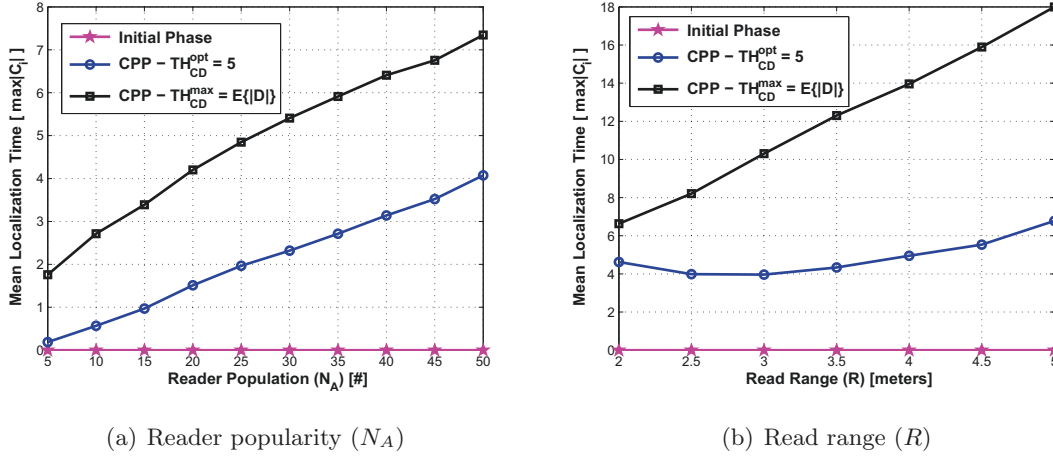 Mean Localization Time [ max|C_i| ]
8
7
6
5
4
3
2
1
0
Initial Phase
CPP − TH_CD^opt = 5
CPP − TH_CD^max = E{|D|}
5 10 15 20 25 30 35 40 45 50
Reader Population (N_A) [#]
(a) Reader popularity (N_A)
Mean Localization Time [ max|C_i| ]
18
16
14
12
10
8
6
4
2
0
Initial Phase
CPP − TH_CD^opt = 5
CPP − TH_CD^max = E{|D|}
2 2.5 3 3.5 4 4.5 5
Read Range (R) [meters]
(b) Read range (R)